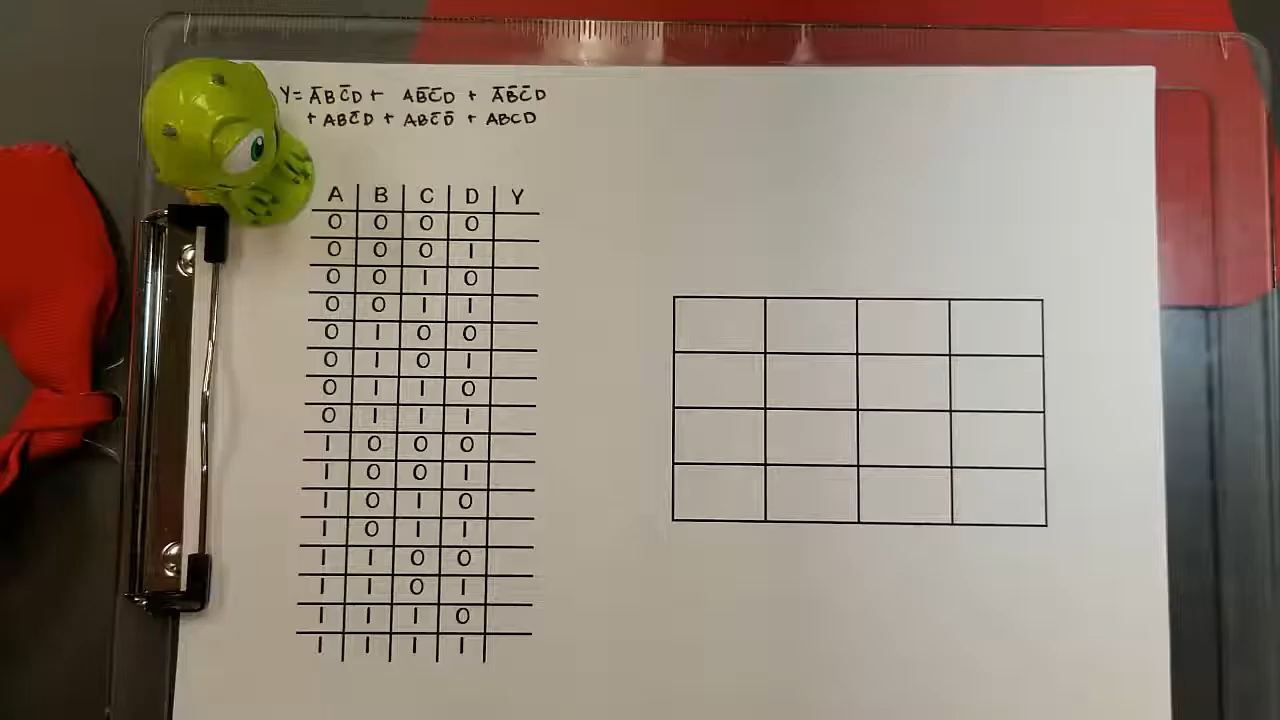 Y= A̅BC̅D + AB̅C̅D + A̅B̅C̅D
+ ABC̅D + ABC̅D̅ + ABCD
A B C D Y
0 0 0 0
0 0 0 1
0 0 1 0
0 0 1 1
0 1 0 0
0 1 0 1
0 1 1 0
0 1 1 1
1 0 0 0
1 0 0 1
1 0 1 0
1 0 1 1
1 1 0 0
1 1 0 1
1 1 1 0
1 1 1 1